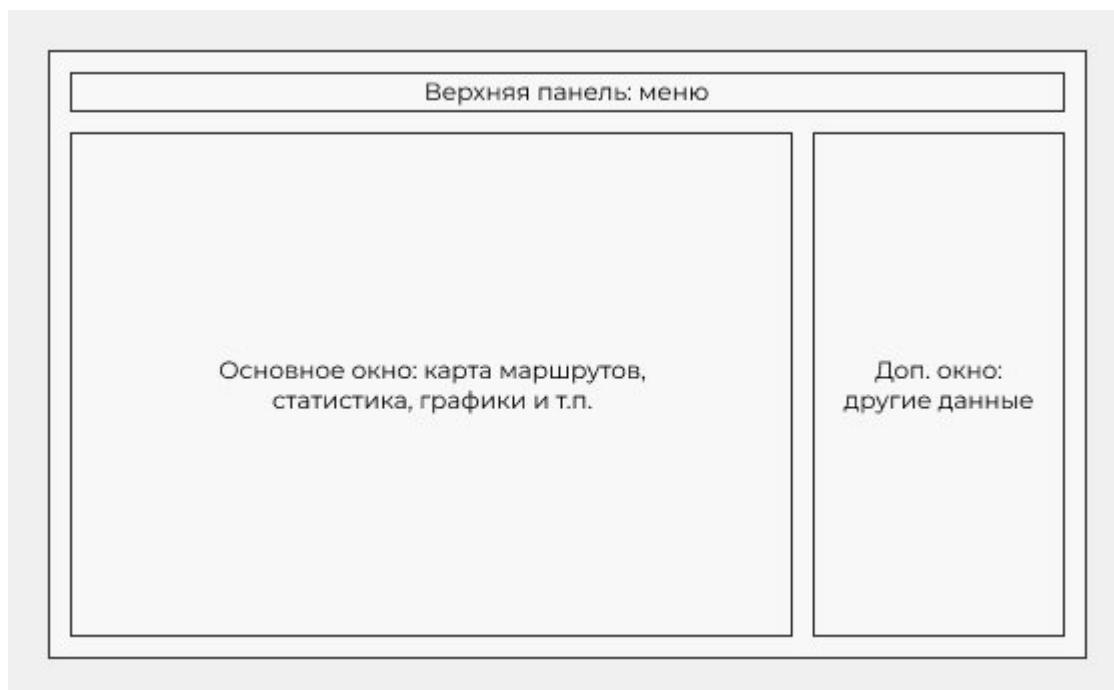 Верхняя панель: меню
Основное окно: карта маршрутов,
статистика, графики и т.п.
Доп. окно:
другие данные